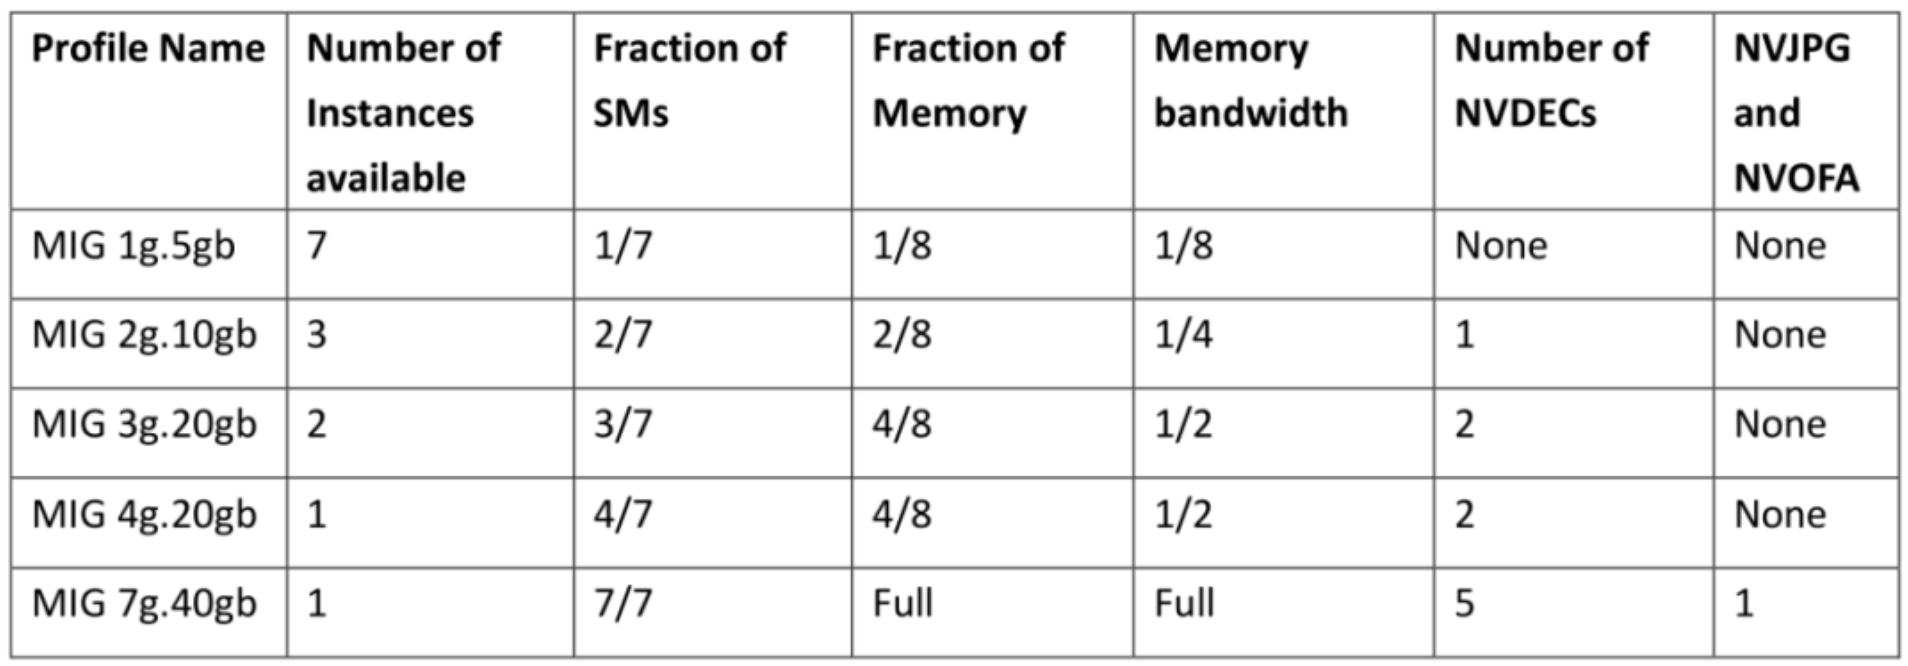 Profile Name Number of Instances available Fraction of SMs Fraction of Memory Memory bandwidth Number of NVDECs NVJPG and NVOFA
MIG 1g.5gb 7 1/7 1/8 1/8 None None
MIG 2g.10gb 3 2/7 2/8 1/4 1 None
MIG 3g.20gb 2 3/7 4/8 1/2 2 None
MIG 4g.20gb 1 4/7 4/8 1/2 2 None
MIG 7g.40gb 1 7/7 Full Full 5 1